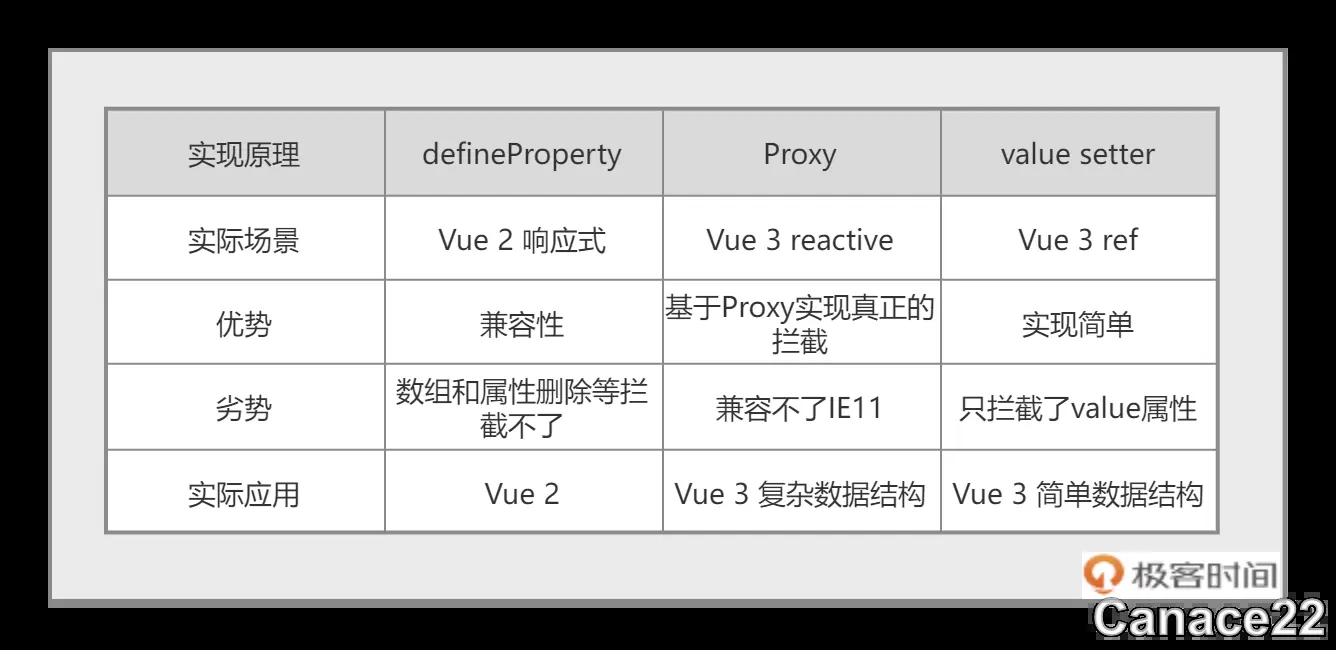 实现原理 defineProperty Proxy value setter
实际场景 Vue 2 响应式 Vue 3 reactive Vue 3 ref
优势 兼容性 基于Proxy实现真正的
拦截 实现简单
劣势 数组和属性删除等拦
截不了 兼容不了IE11 只拦截了value属性
实际应用 Vue 2 Vue 3 复杂数据结构 Vue 3 简单数据结构
极客时间
Canace22